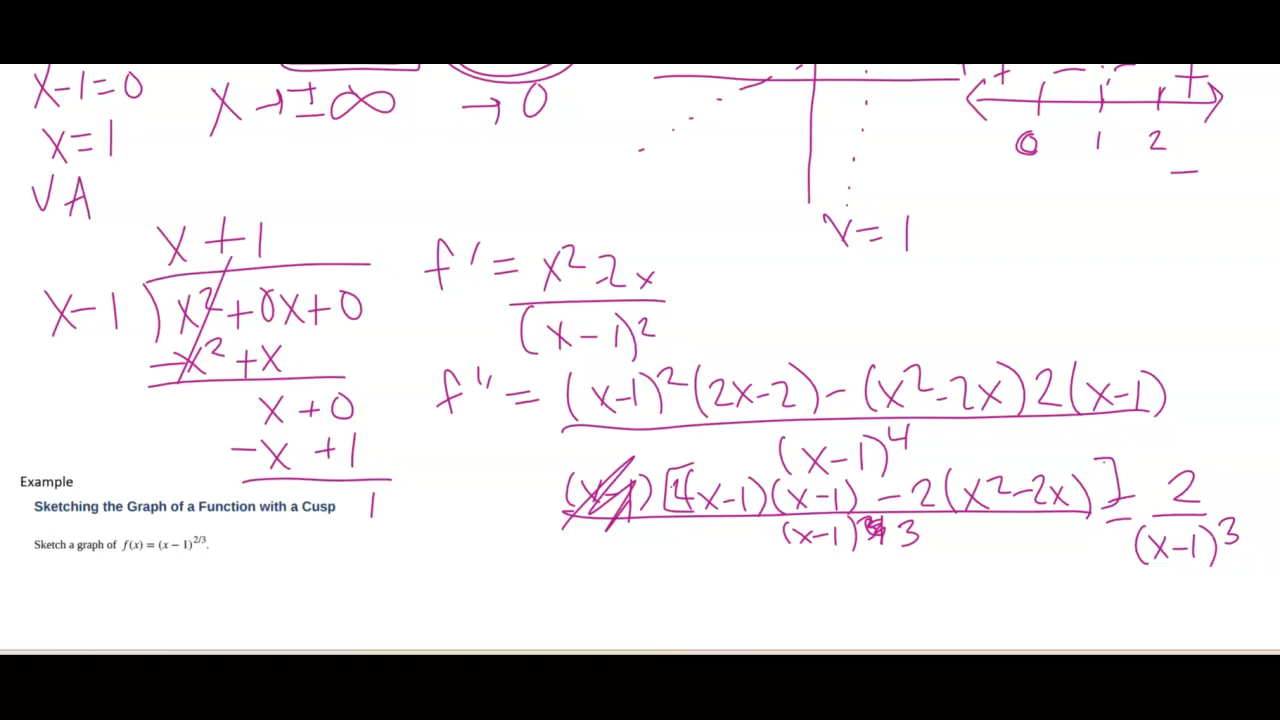 x-1=0
x=1
VA
x → ±∞
→ 0
+ - - +
0 1 2
x = 1
x + 1
x-1 ) x² + 0x + 0
-x² + x
x + 0
-x + 1
1
f' = x² - 2x
(x - 1)²
f'' = (x-1)²(2x-2) - (x² - 2x)2(x-1)
(x-1)⁴
(x-1) [ (x-1)(x-1) - 2(x² - 2x) ] = 2
(x-1)³ (x-1)³
Example
Sketching the Graph of a Function with a Cusp
Sketch a graph of f(x) = (x − 1)^{2/3}.